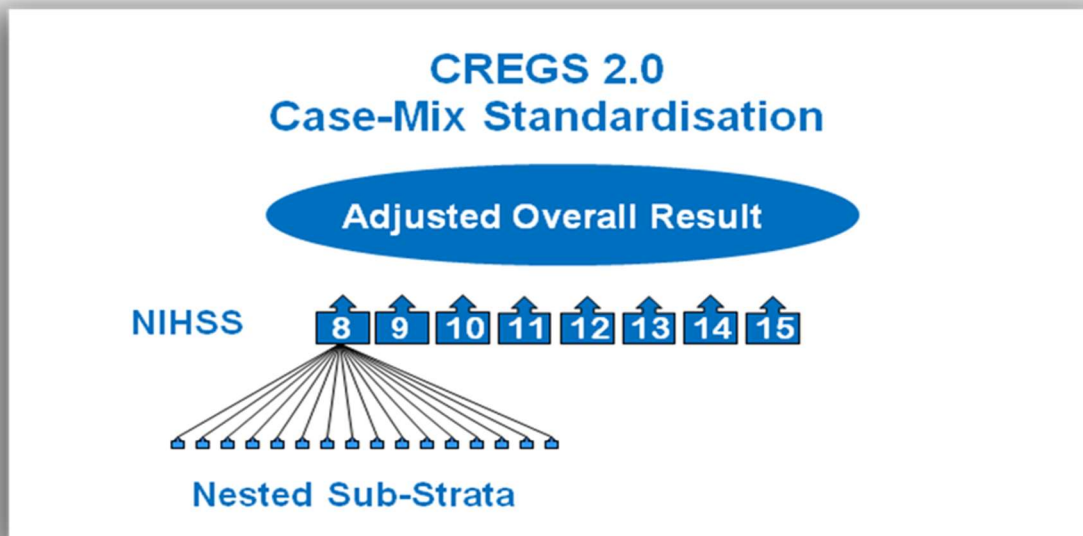 CREGS 2.0
Case-Mix Standardisation
Adjusted Overall Result
NIHSS 8 9 10 11 12 13 14 15
Nested Sub-Strata